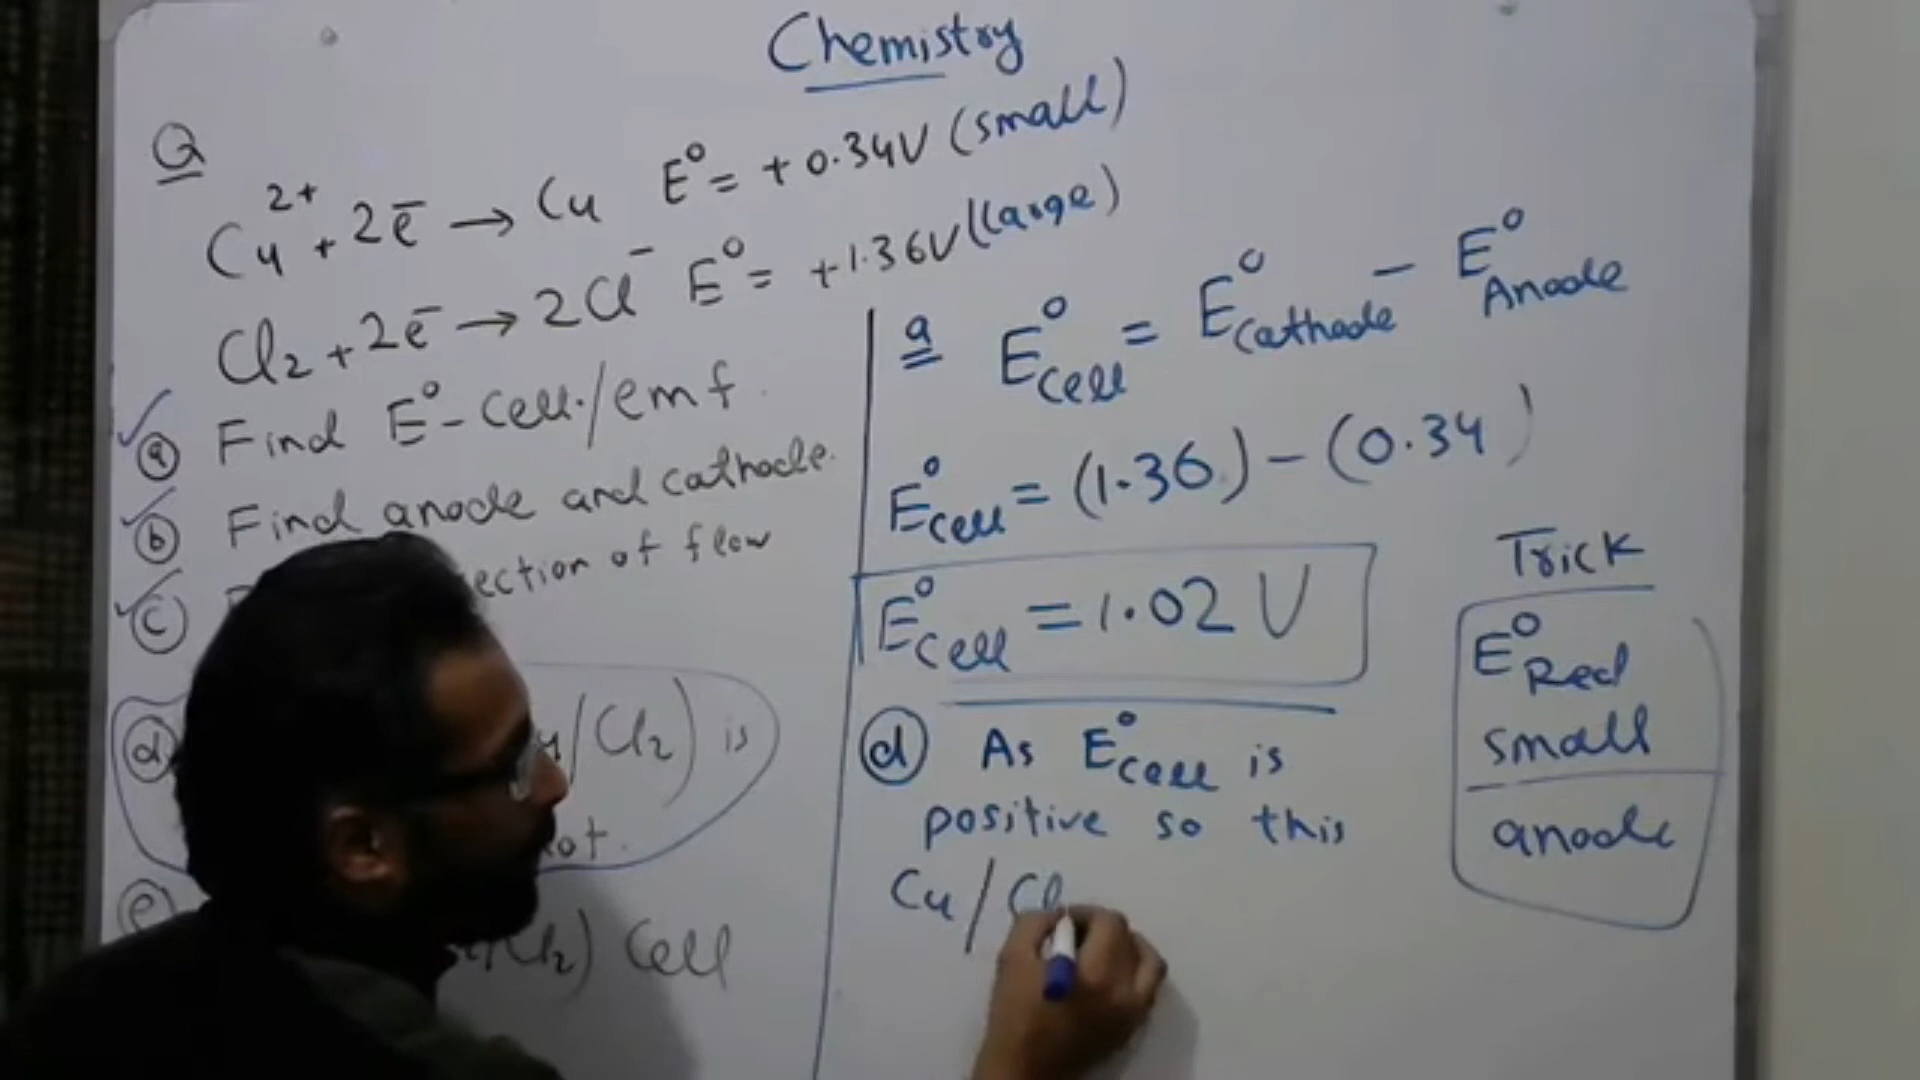 Chemistry
Q
Cu²⁺ + 2e⁻ → Cu E° = +0.34V (small)
Cl₂ + 2e⁻ → 2Cl⁻ E° = +1.36V (large)
a Find E°-cell./emf.
b Find anode and cathode.
c ection of flow
d /Cl₂) is
ot.
e Cl₂) Cell
a E°cell = E°Cathode - E°Anode
E°cell = (1.36) - (0.34)
E°cell = 1.02 V
d As E°cell is
positive so this
Cu/Cl
Trick
E°Red
small
anode